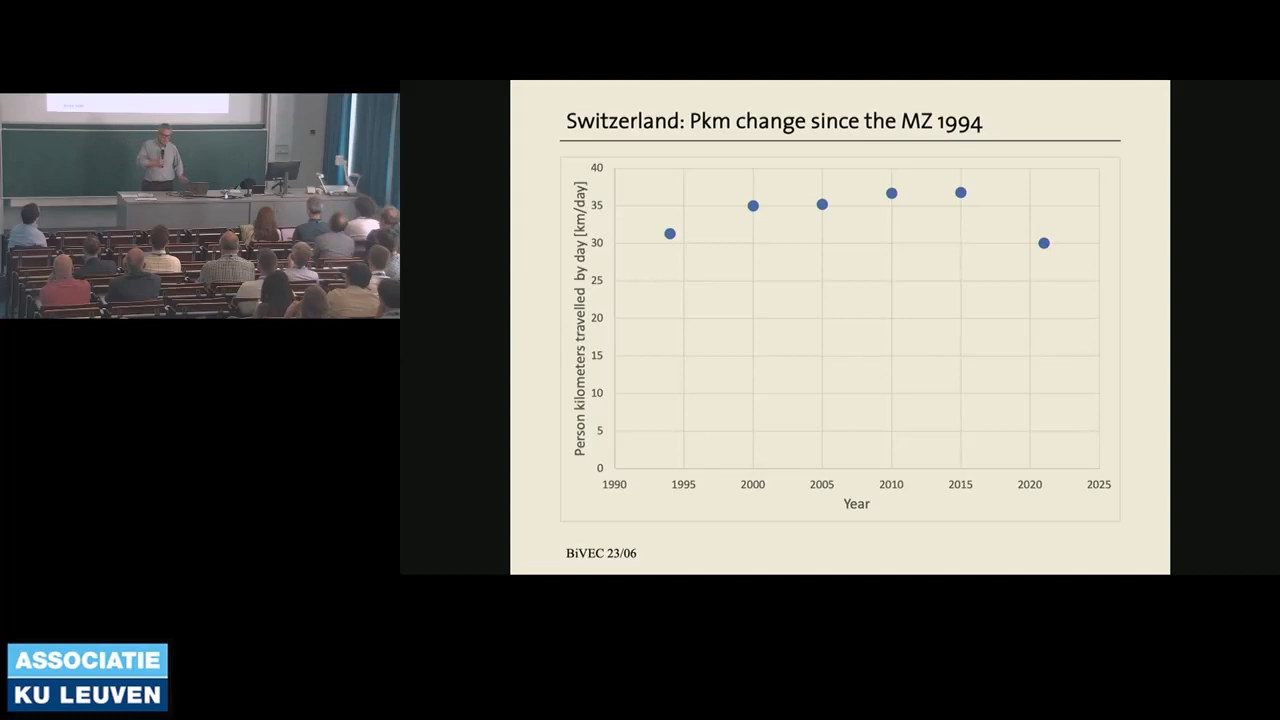 Switzerland: Pkm change since the MZ 1994
Person kilometers travelled by day [km/day]
40
35
30
25
20
15
10
5
0
1990 1995 2000 2005 2010 2015 2020 2025
Year
BiVEC 23/06
ASSOCIATIE
KU LEUVEN